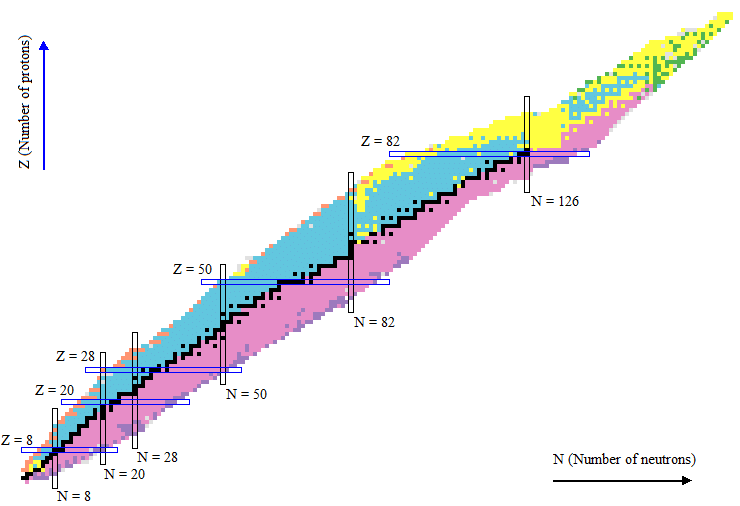 Z (Number of protons)
Z = 82
N = 126
Z = 50
N = 82
Z = 28
N = 50
Z = 20
N = 28
Z = 8
N = 20
N = 8
N (Number of neutrons)